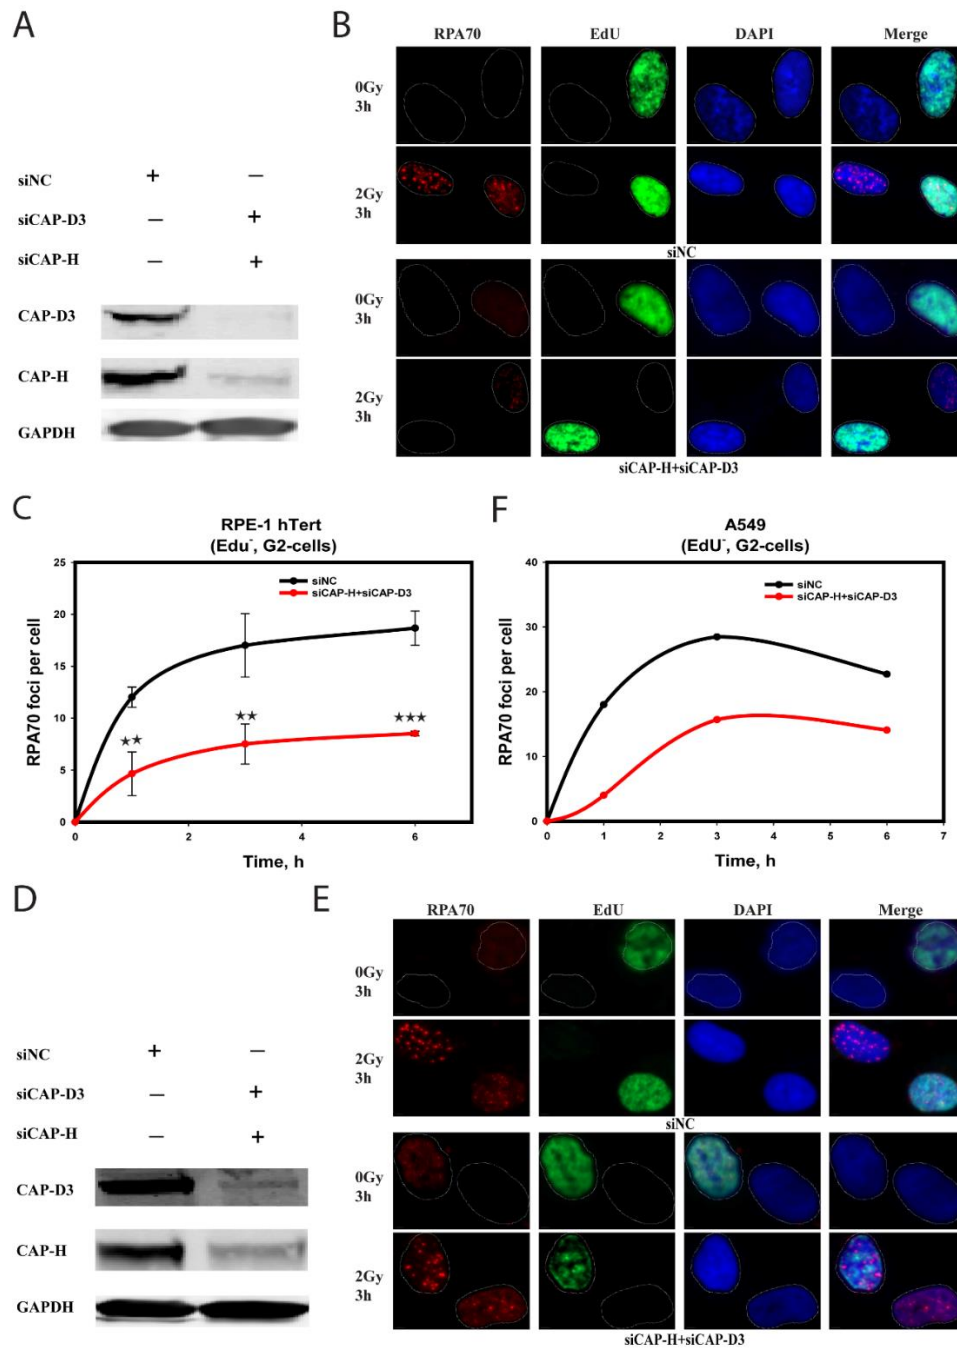 A
siNC + —
siCAP-D3 — +
siCAP-H — +
CAP-D3
CAP-H
GAPDH
B
RPA70 EdU DAPI Merge
0Gy
3h
2Gy
3h
siNC
0Gy
3h
2Gy
3h
siCAP-H+siCAP-D3
C
RPE-1 hTert
(Edu-, G2-cells)
siNC
siCAP-H+siCAP-D3
RPA70 foci per cell
25
20
15
10
5
0
★★
★★
★★★
0 2 4 6
Time, h
F
A549
(EdU-, G2-cells)
siNC
siCAP-H+siCAP-D3
RPA70 foci per cell
40
30
20
10
0
0 1 2 3 4 5 6 7
Time, h
D
siNC + —
siCAP-D3 — +
siCAP-H — +
CAP-D3
CAP-H
GAPDH
E
RPA70 EdU DAPI Merge
0Gy
3h
2Gy
3h
siNC
0Gy
3h
2Gy
3h
siCAP-H+siCAP-D3